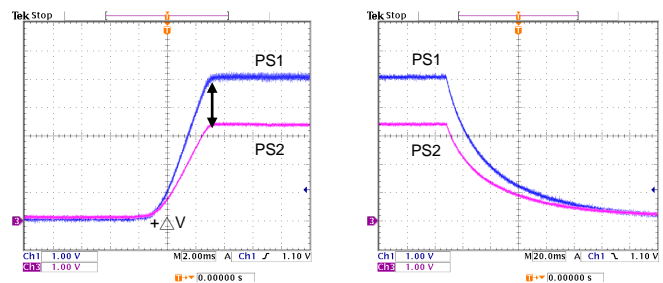 Tek Stop
T
T
PS1
PS2
+△V
3
Ch1 1.00 V
Ch3 1.00 V
M 2.00ms A Ch1 ʃ 1.10 V
T→▾ 0.00000 s
Tek Stop
T
T
PS1
PS2
3
Ch1 1.00 V
Ch3 1.00 V
M 20.0ms A Ch1 ʅ 1.10 V
T→▾ 0.00000 s